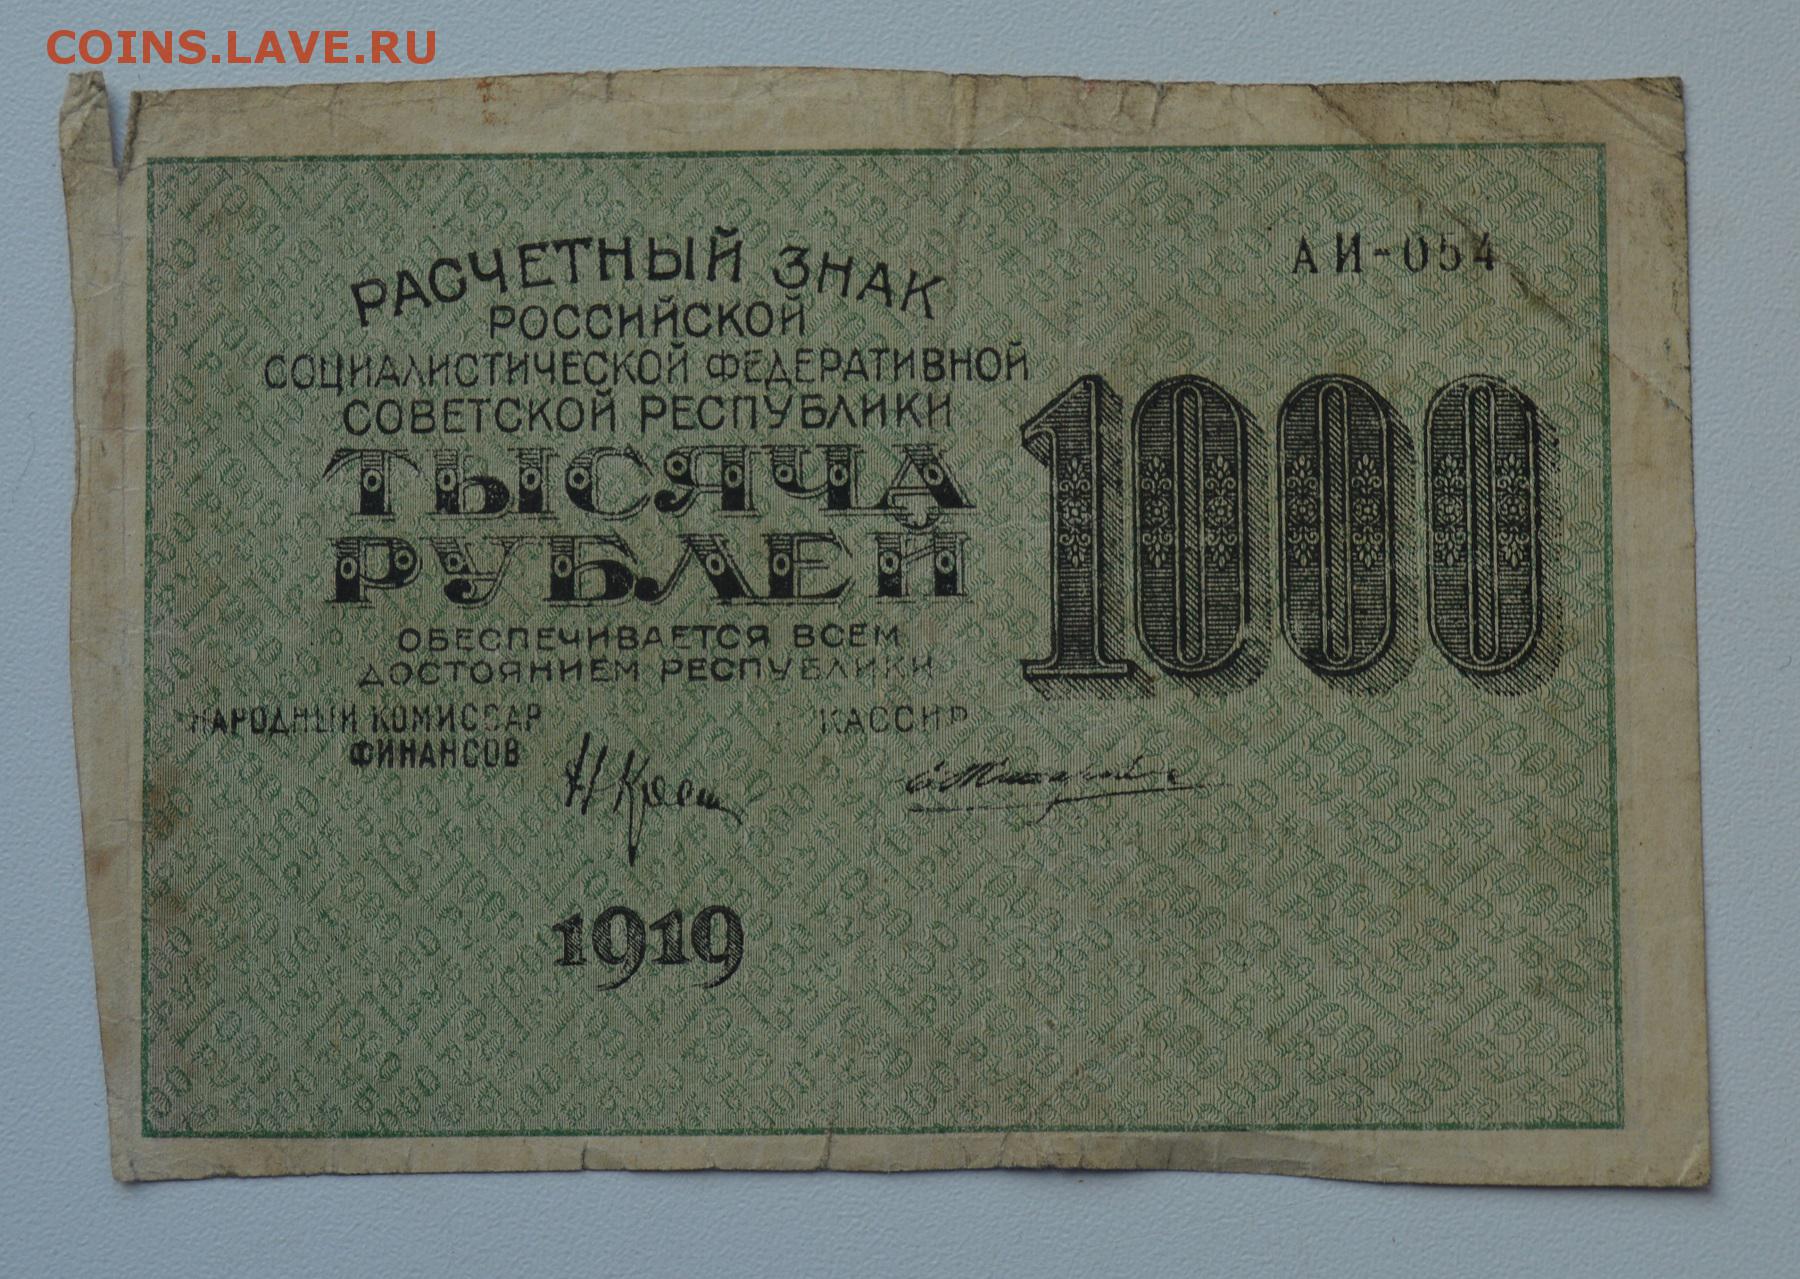 COINS.LAVE.RU
АИ-054
РАСЧЕТНЫЙ ЗНАК
РОССИЙСКОЙ
СОЦИАЛИСТИЧЕСКОЙ ФЕДЕРАТИВНОЙ
СОВЕТСКОЙ РЕСПУБЛИКИ
ТЫСЯЧА
РУБЛЕЙ
1000
ОБЕСПЕЧИВАЕТСЯ ВСЕМ
ДОСТОЯНИЕМ РЕСПУБЛИКИ
НАРОДНЫЙ КОМИССАР
ФИНАНСОВ
КАССИР
1919